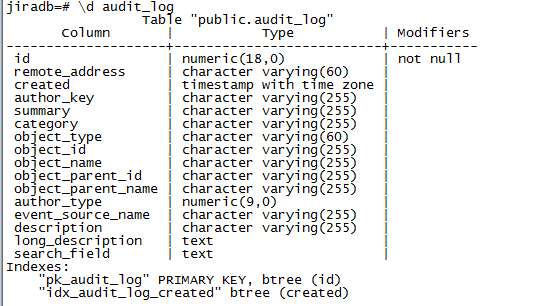 jiradb=# \d audit_log
Table "public.audit_log"
Column | Type | Modifiers
-------------------+--------------------------+-----------
id | numeric(18,0) | not null
remote_address | character varying(60) |
created | timestamp with time zone |
author_key | character varying(255) |
summary | character varying(255) |
category | character varying(255) |
object_type | character varying(60) |
object_id | character varying(255) |
object_name | character varying(255) |
object_parent_id | character varying(255) |
object_parent_name | character varying(255) |
author_type | numeric(9,0) |
event_source_name | character varying(255) |
description | character varying(255) |
long_description | text |
search_field | text |
Indexes:
"pk_audit_log" PRIMARY KEY, btree (id)
"idx_audit_log_created" btree (created)